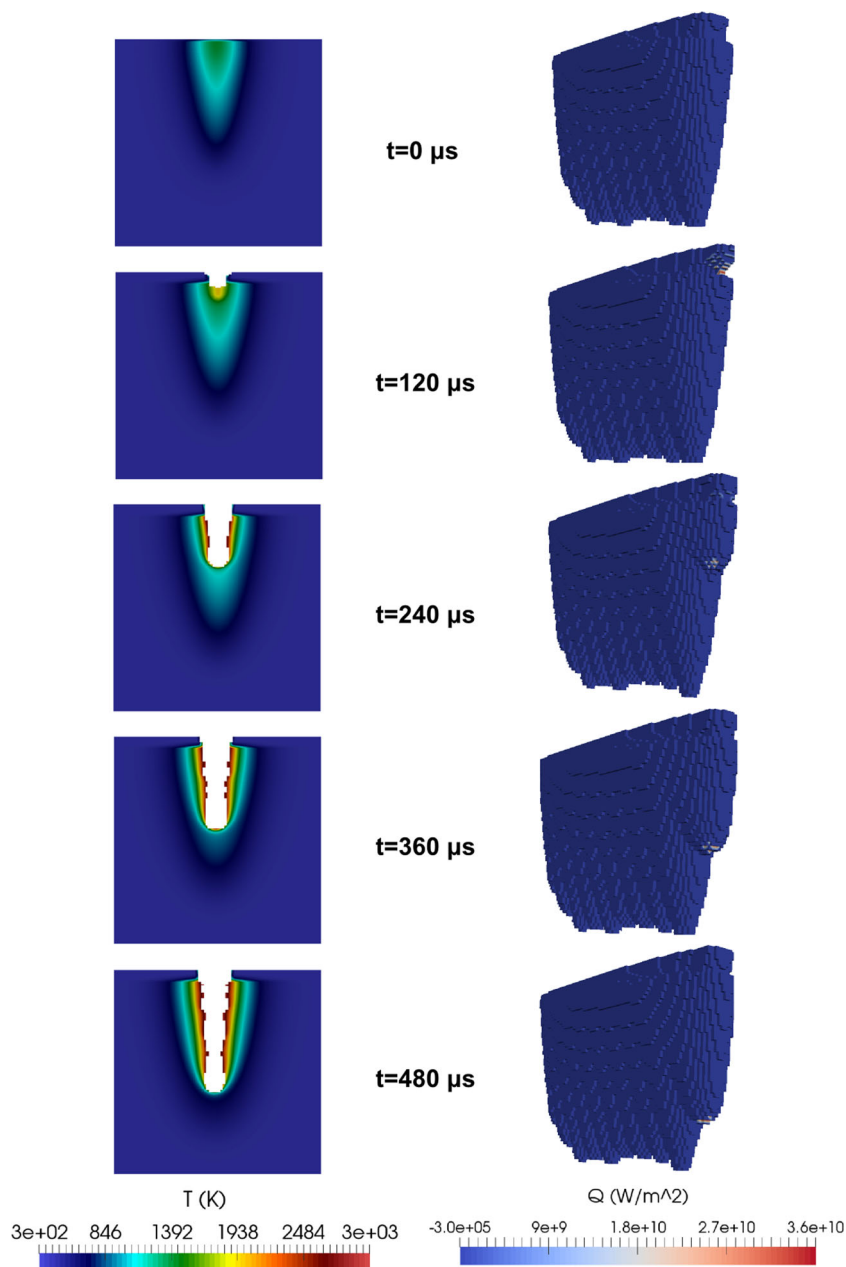 t=0 µs
t=120 µs
t=240 µs
t=360 µs
t=480 µs
T (K)
3e+02 846 1392 1938 2484 3e+03
Q (W/m^2)
-3.0e+05 9e+9 1.8e+10 2.7e+10 3.6e+10